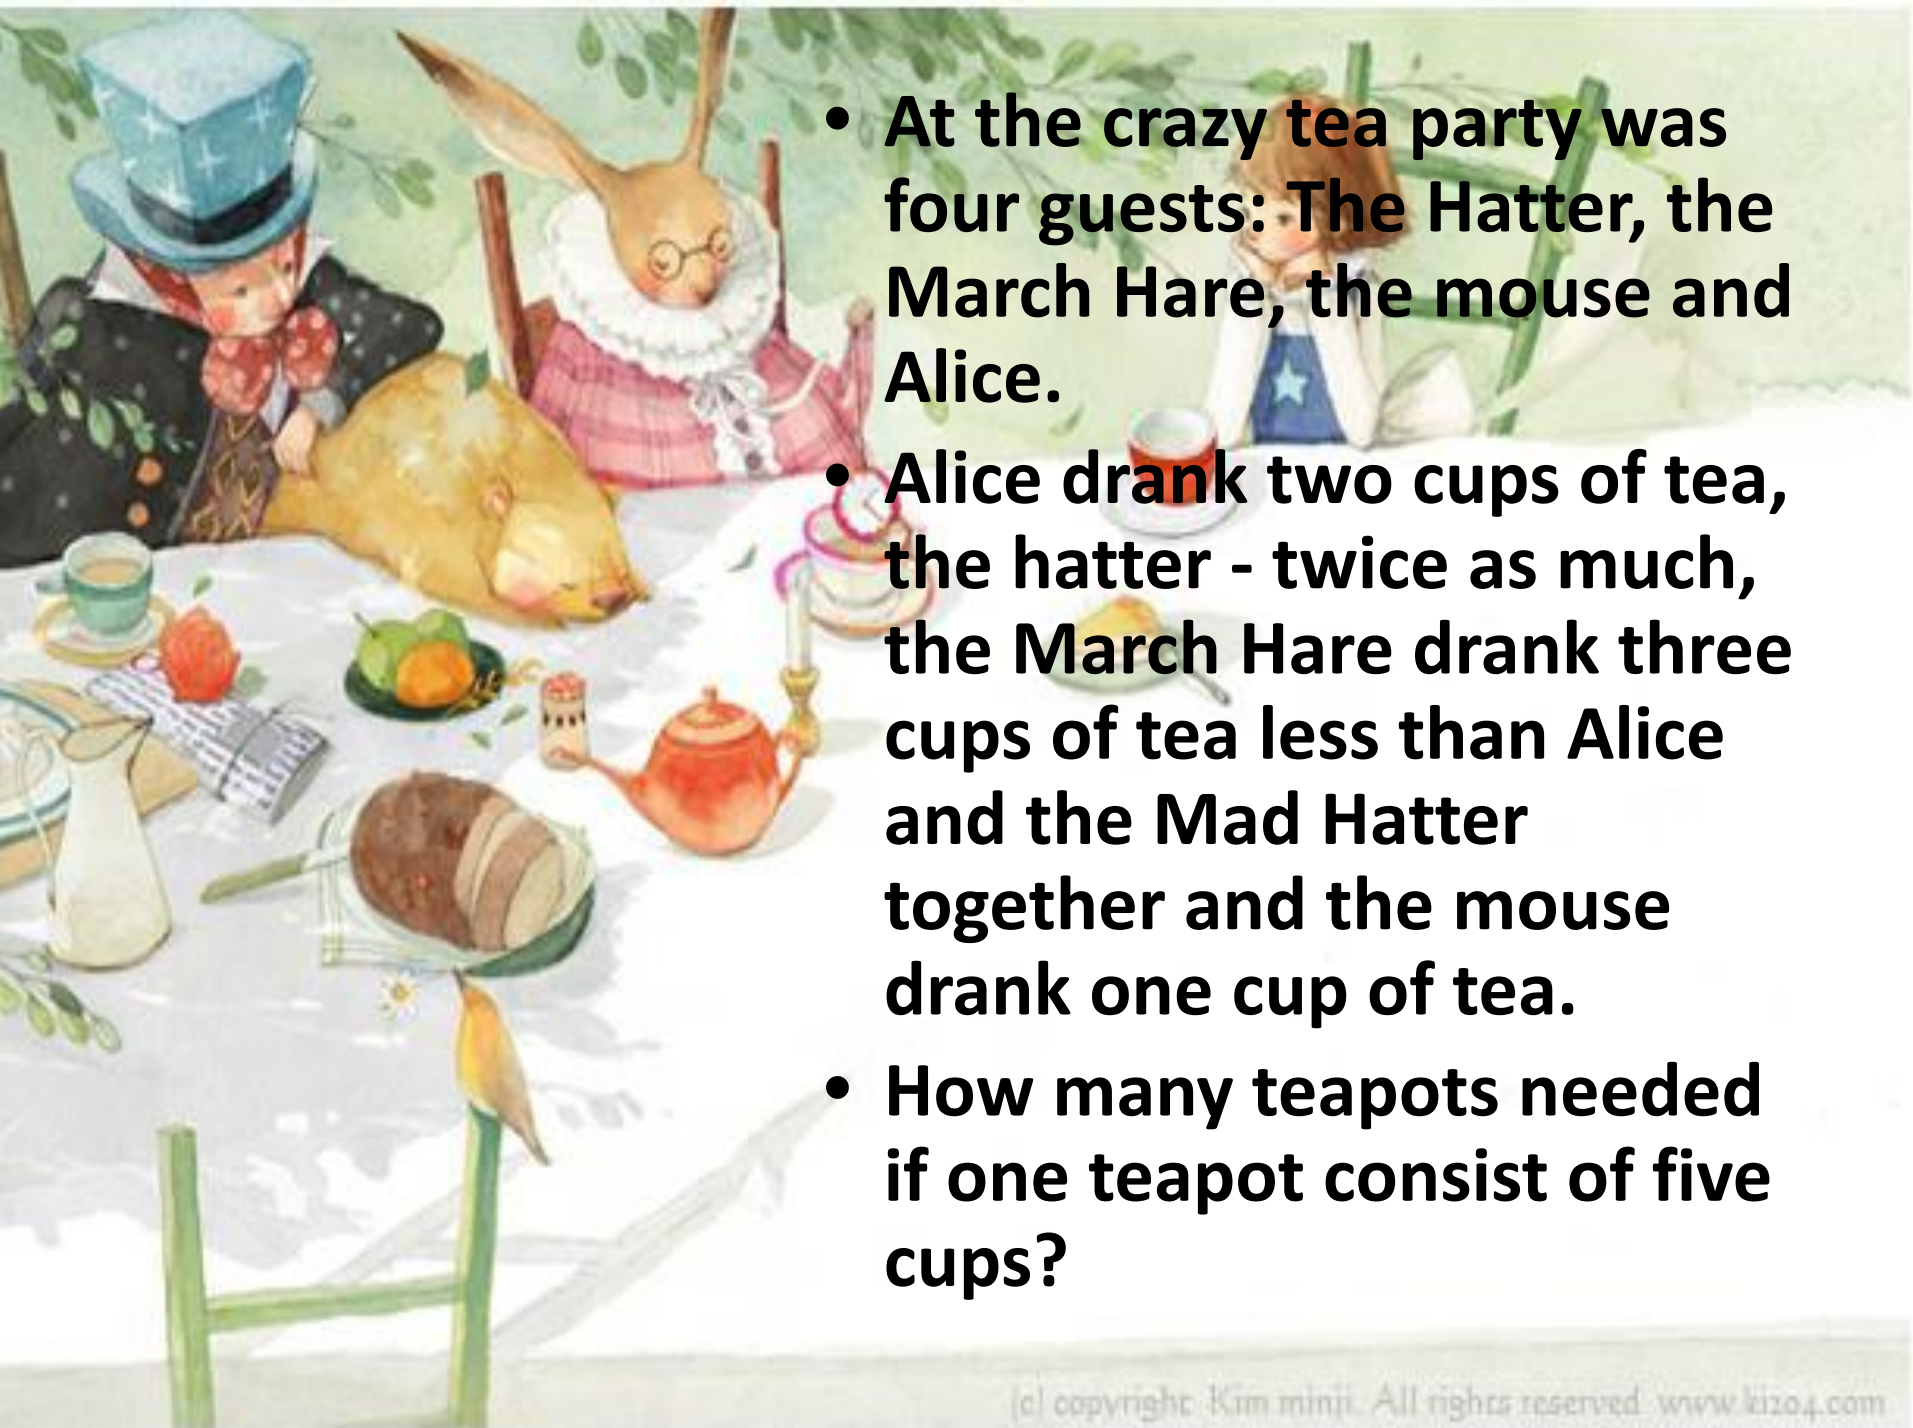 • At the crazy tea party was
four guests: The Hatter, the
March Hare, the mouse and
Alice.
• Alice drank two cups of tea,
the hatter - twice as much,
the March Hare drank three
cups of tea less than Alice
and the Mad Hatter
together and the mouse
drank one cup of tea.
• How many teapots needed
if one teapot consist of five
cups?
(c) copyright. Kim minji. All rights reserved. www.ki204.com